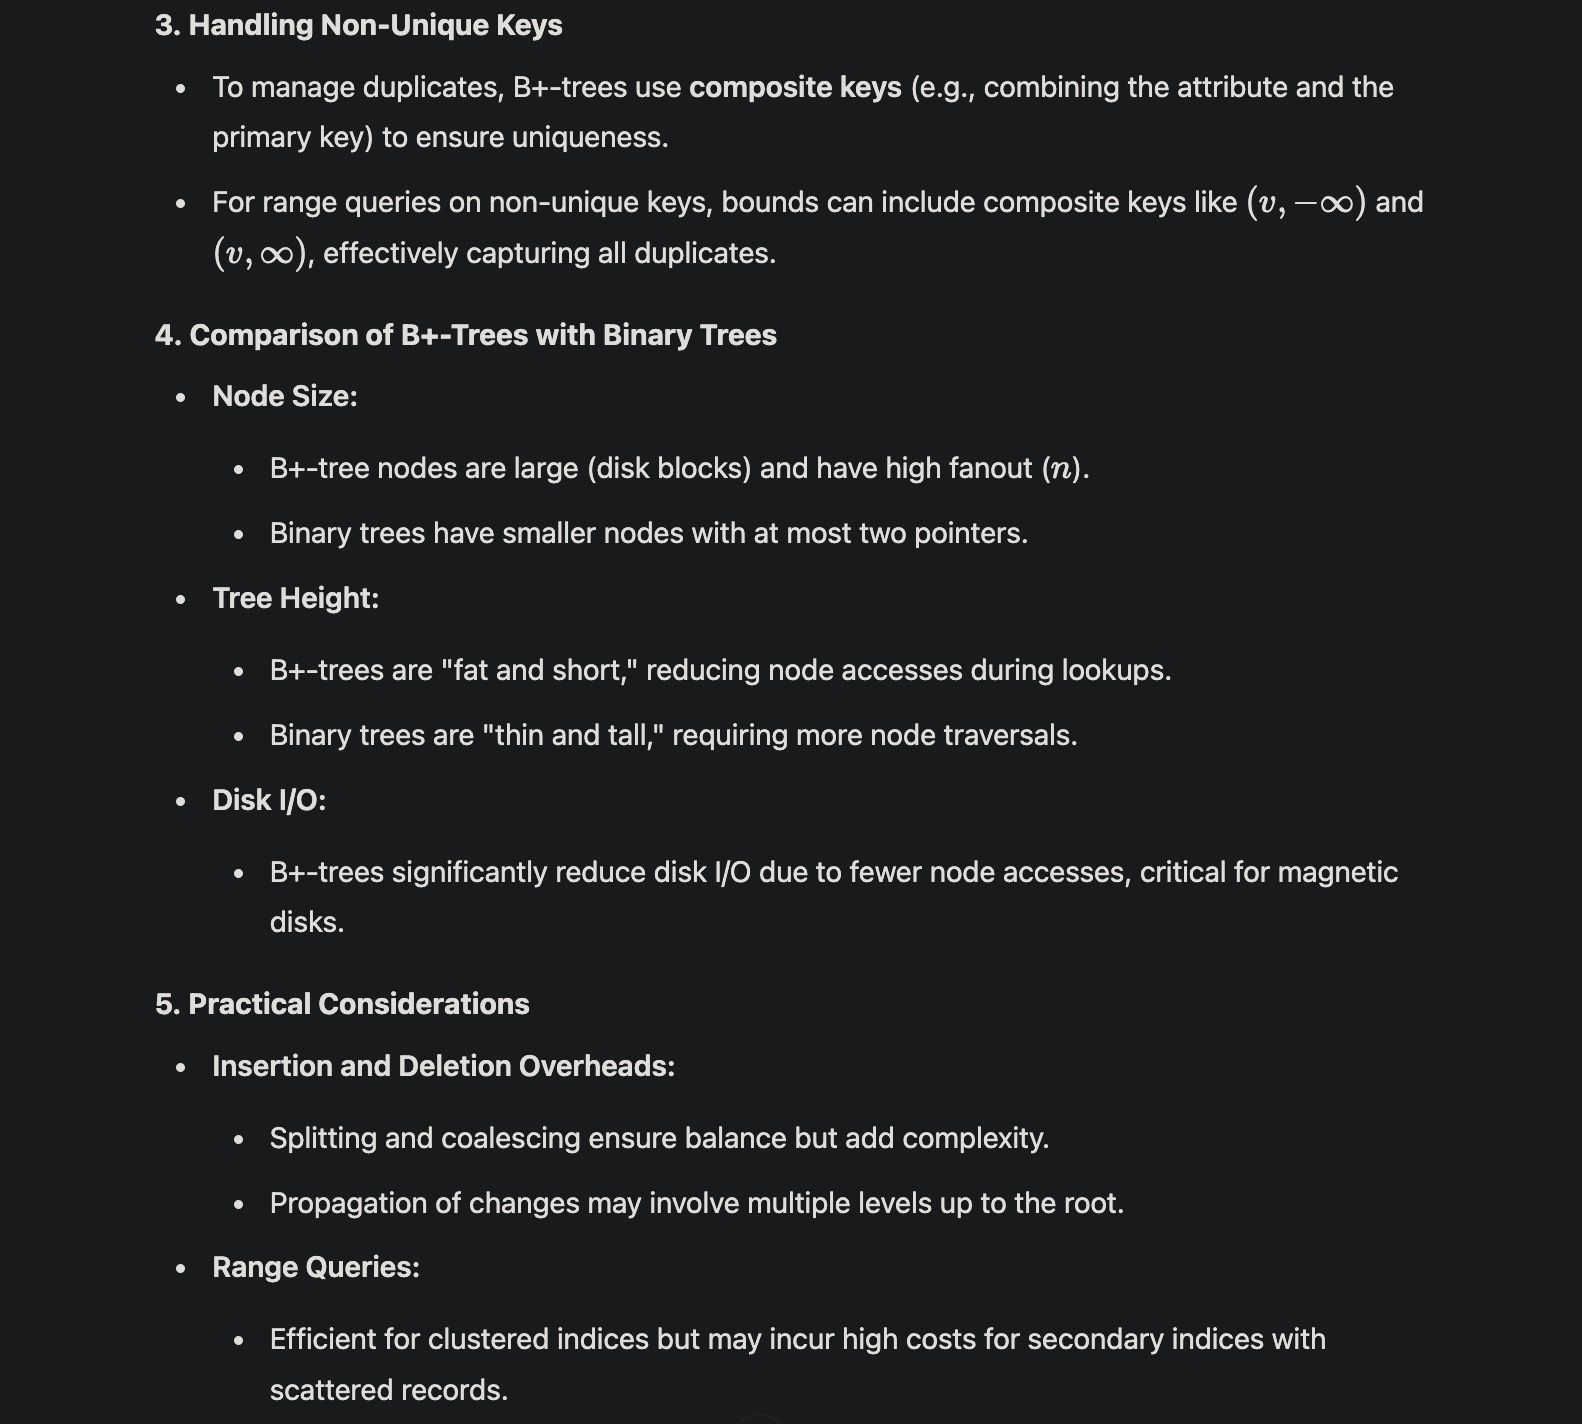 3. Handling Non-Unique Keys
• To manage duplicates, B+-trees use composite keys (e.g., combining the attribute and the
primary key) to ensure uniqueness.
• For range queries on non-unique keys, bounds can include composite keys like (v, −∞) and
(v, ∞), effectively capturing all duplicates.
4. Comparison of B+-Trees with Binary Trees
• Node Size:
• B+-tree nodes are large (disk blocks) and have high fanout (n).
• Binary trees have smaller nodes with at most two pointers.
• Tree Height:
• B+-trees are "fat and short," reducing node accesses during lookups.
• Binary trees are "thin and tall," requiring more node traversals.
• Disk I/O:
• B+-trees significantly reduce disk I/O due to fewer node accesses, critical for magnetic
disks.
5. Practical Considerations
• Insertion and Deletion Overheads:
• Splitting and coalescing ensure balance but add complexity.
• Propagation of changes may involve multiple levels up to the root.
• Range Queries:
• Efficient for clustered indices but may incur high costs for secondary indices with
scattered records.